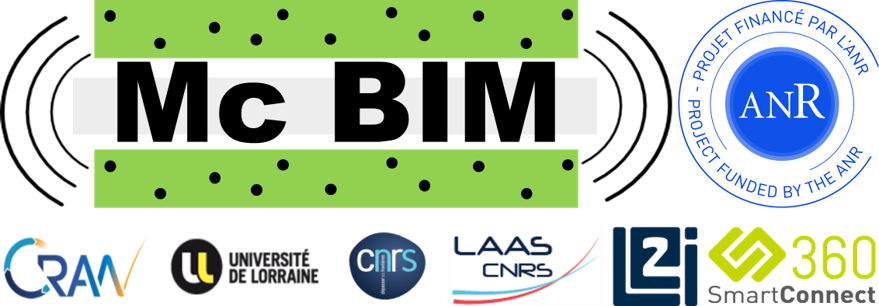 Mc BIM
- PROJET FINANCÉ PAR L'ANR
- PROJECT FUNDED BY THE ANR
ANR
CRAN
UNIVERSITÉ
DE LORRAINE
cnrs
LAAS
CNRS
L2i
360
SmartConnect